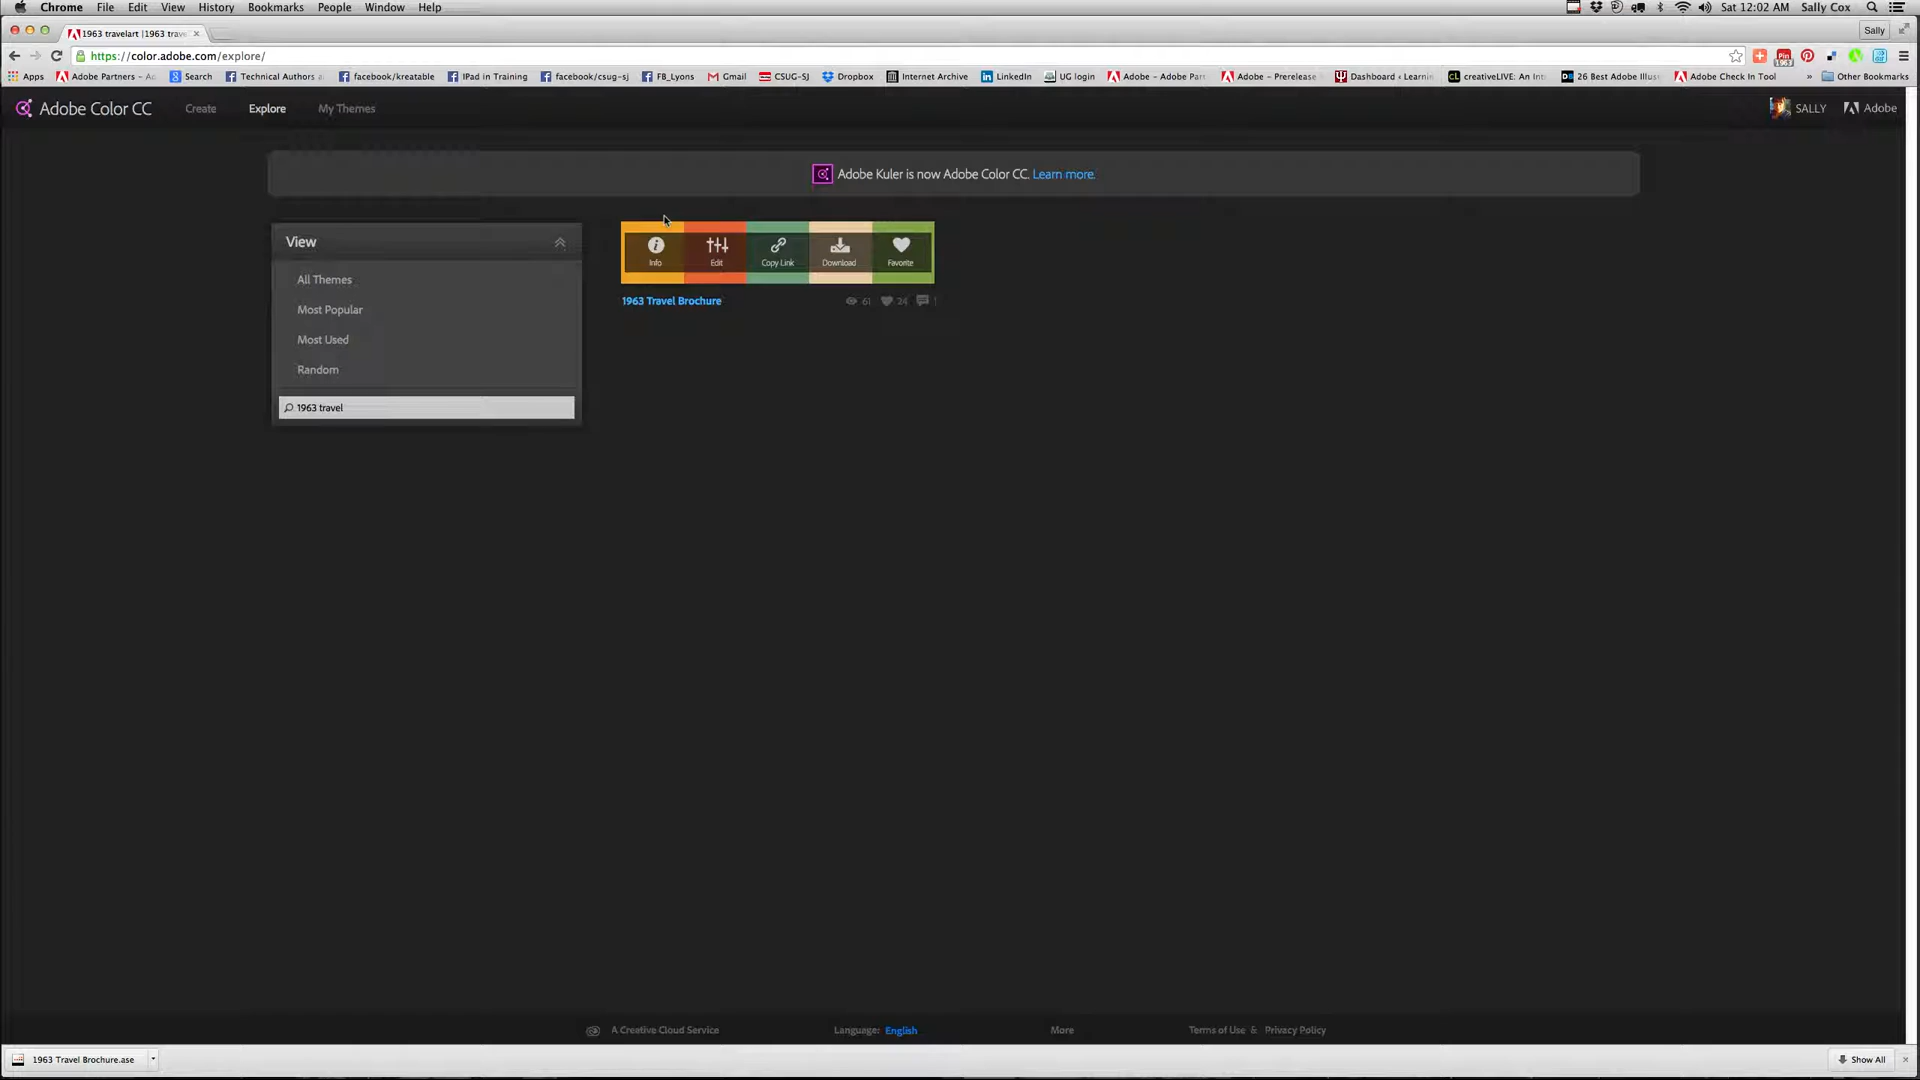 Chrome File Edit View History Bookmarks People Window Help Sat 12:02 AM Sally Cox
1963 travelart |1963 trav Sally
https://color.adobe.com/explore/
Apps Adobe Partners - Ad Search Technical Authors a facebook/kreatable IPad in Training facebook/csug-sj FB_Lyons Gmail CSUG-SJ Dropbox Internet Archive LinkedIn UG login Adobe - Adobe Part Adobe - Prerelease Dashboard ‹ Learni creativeLIVE: An Int 26 Best Adobe Illus Adobe Check In Tool » Other Bookmarks
Adobe Color CC Create Explore My Themes SALLY Adobe
Adobe Kuler is now Adobe Color CC. Learn more.
View
Info Edit Copy Link Download Favorite
All Themes
1963 Travel Brochure 61 24 1
Most Popular
Most Used
Random
1963 travel
A Creative Cloud Service Language: English More Terms of Use & Privacy Policy
1963 Travel Brochure.ase Show All